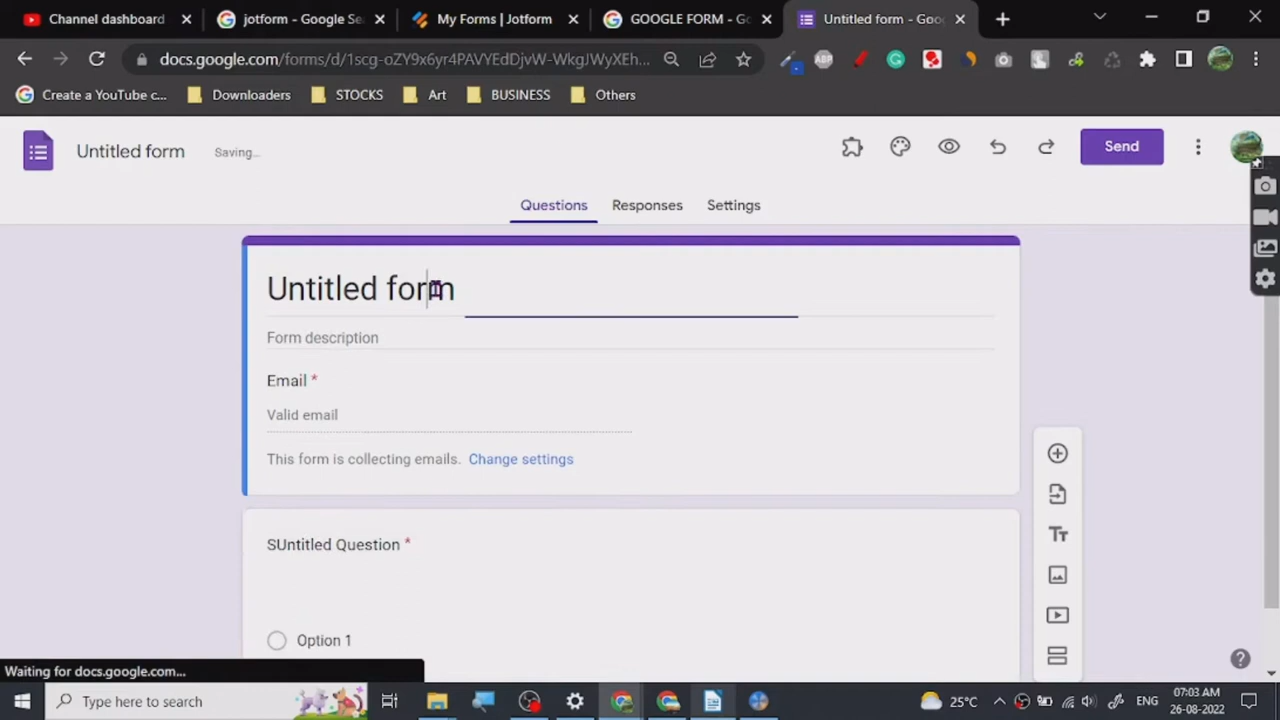 Channel dashboard
jotform - Google Se
My Forms | Jotform
GOOGLE FORM - Go
Untitled form - Goo
docs.google.com/forms/d/1scg-oZY9x6yr4PAVYEdDjvW-WkgJWyXEh...
ABP
Create a YouTube c...
Downloaders
STOCKS
Art
BUSINESS
Others
Untitled form
Saving...
Send
Questions
Responses
Settings
Untitled form
Form description
Email *
Valid email
This form is collecting emails. Change settings
SUntitled Question *
Option 1
Waiting for docs.google.com...
Type here to search
25°C
ENG
07:03 AM
26-08-2022